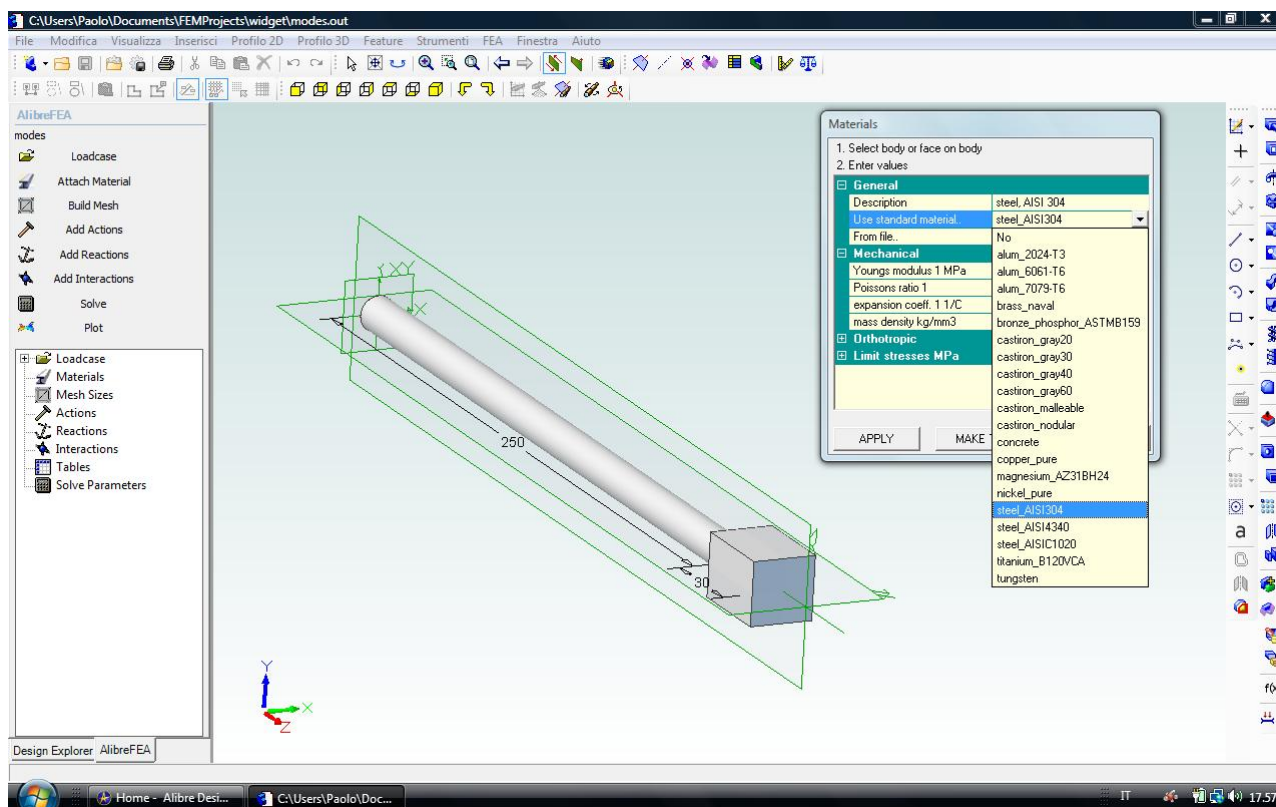 C:\Users\Paolo\Documents\FEMProjects\widget\modes.out
File Modifica Visualizza Inserisci Profilo 2D Profilo 3D Feature Strumenti FEA Finestra Aiuto
AlibreFEA
modes
Loadcase
Attach Material
Build Mesh
Add Actions
Add Reactions
Add Interactions
Solve
Plot
Loadcase
Materials
Mesh Sizes
Actions
Reactions
Interactions
Tables
Solve Parameters
Design Explorer AlibreFEA
XY
X
250
30
Y
X
Z
Materials
1. Select body or face on body
2. Enter values
General
Description steel, AISI 304
Use standard material.. steel_AISI304
From file..
Mechanical
Youngs modulus 1 MPa
Poissons ratio 1
expansion coeff. 1 1/C
mass density kg/mm3
Orthotropic
Limit stresses MPa
APPLY MAKE
No
alum_2024-T3
alum_6061-T6
alum_7079-T6
brass_naval
bronze_phosphor_ASTMB159
castiron_gray20
castiron_gray30
castiron_gray40
castiron_gray60
castiron_malleable
castiron_nodular
concrete
copper_pure
magnesium_AZ31BH24
nickel_pure
steel_AISI304
steel_AISI4340
steel_AISIC1020
titanium_B120VCA
tungsten
a
f(x
Home - Alibre Desi... C:\Users\Paolo\Doc... IT 17.57